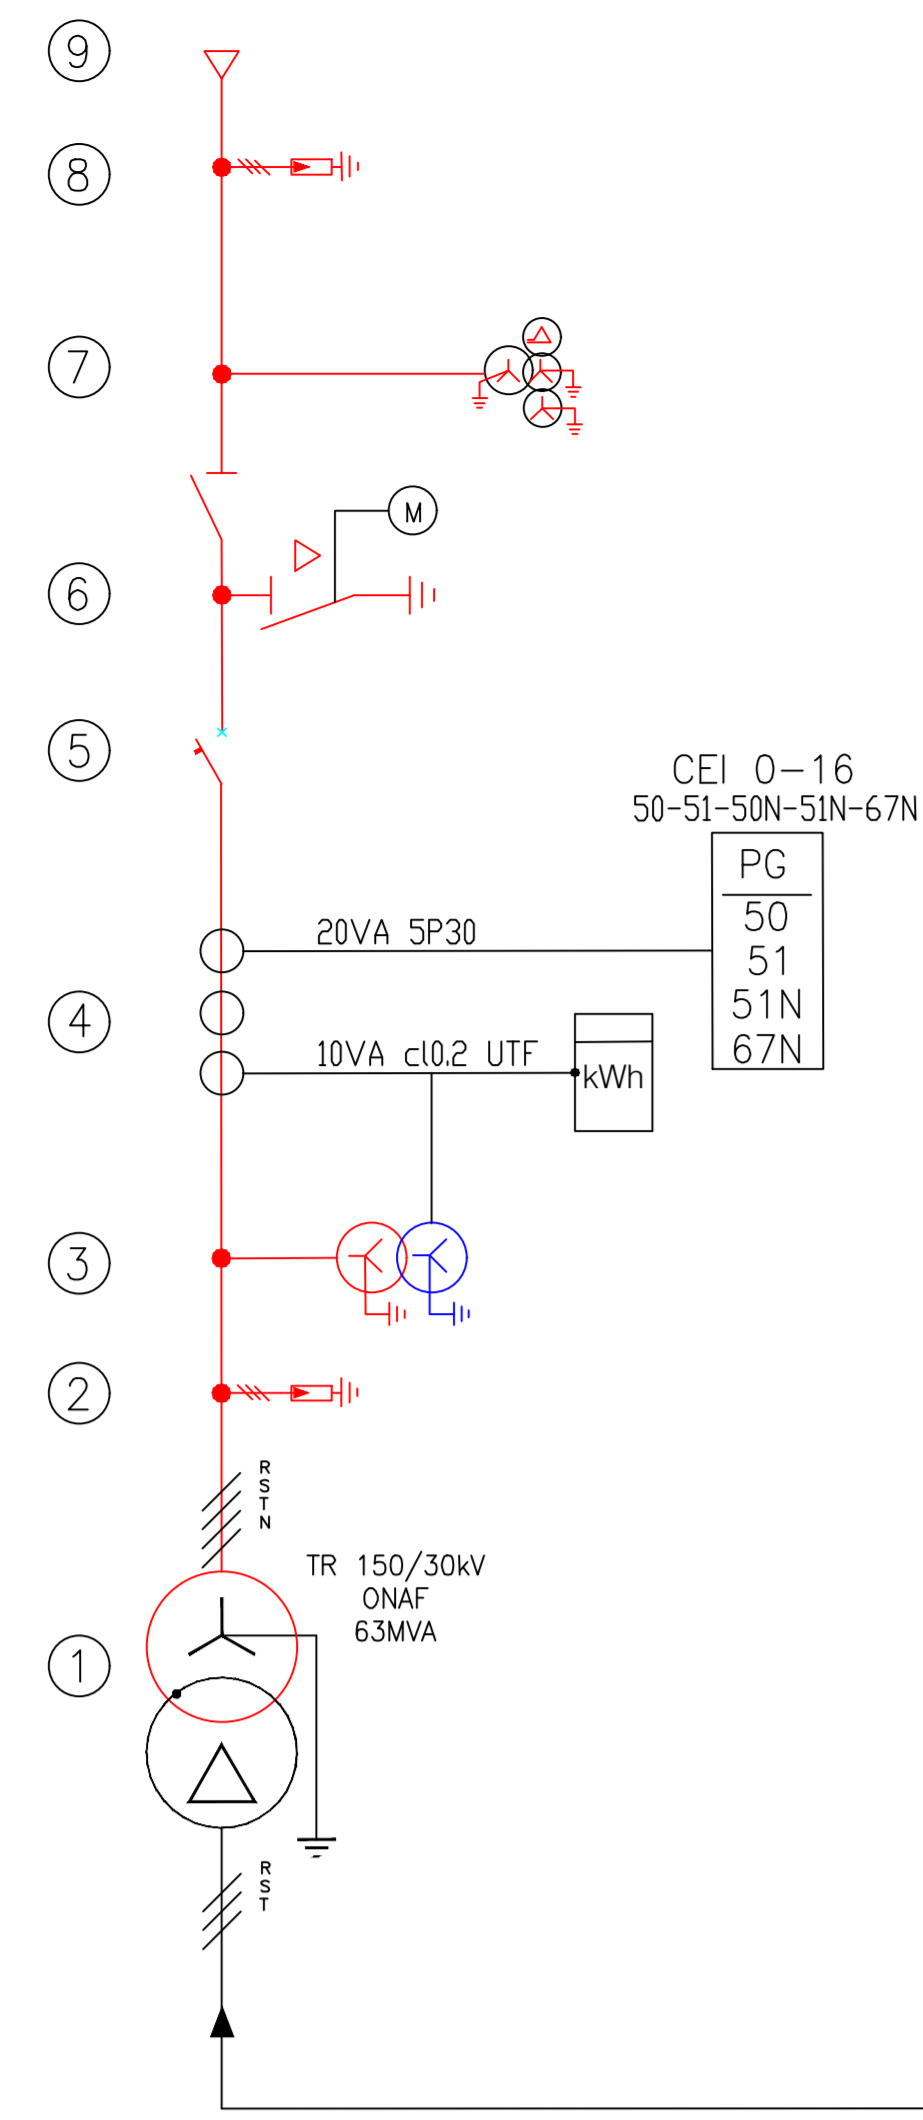 9
8
7
M
6
5
CEI 0-16
50-51-50N-51N-67N
PG
50
51
51N
67N
20VA 5P30
4
10VA cl0.2 UTF
kWh
3
2
R
S
T
N
TR 150/30kV
ONAF
63MVA
1
R
S
T